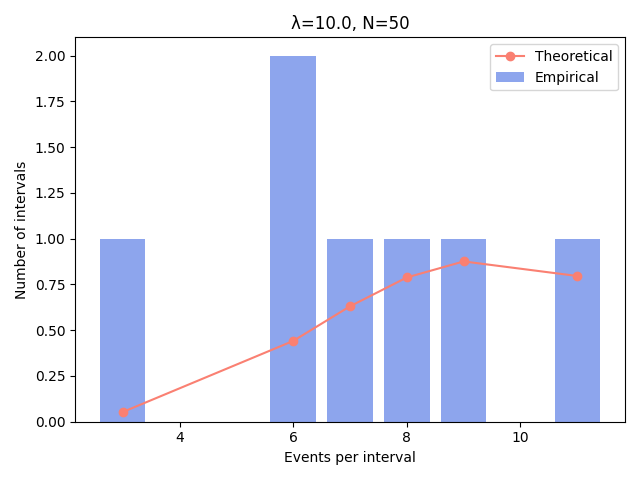 λ=10.0, N=50
Theoretical
Empirical
Number of intervals
2.00
1.75
1.50
1.25
1.00
0.75
0.50
0.25
0.00
4 6 8 10
Events per interval